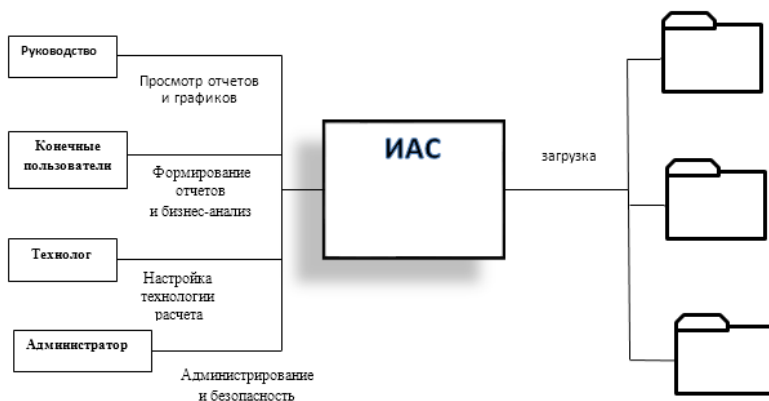 Руководство
Просмотр отчетов
и графиков
Конечные
пользователи
Формирование
отчетов
и бизнес-анализ
Технолог
Настройка
технологии
расчета
Администратор
Администрирование
и безопасность
ИАС
загрузка